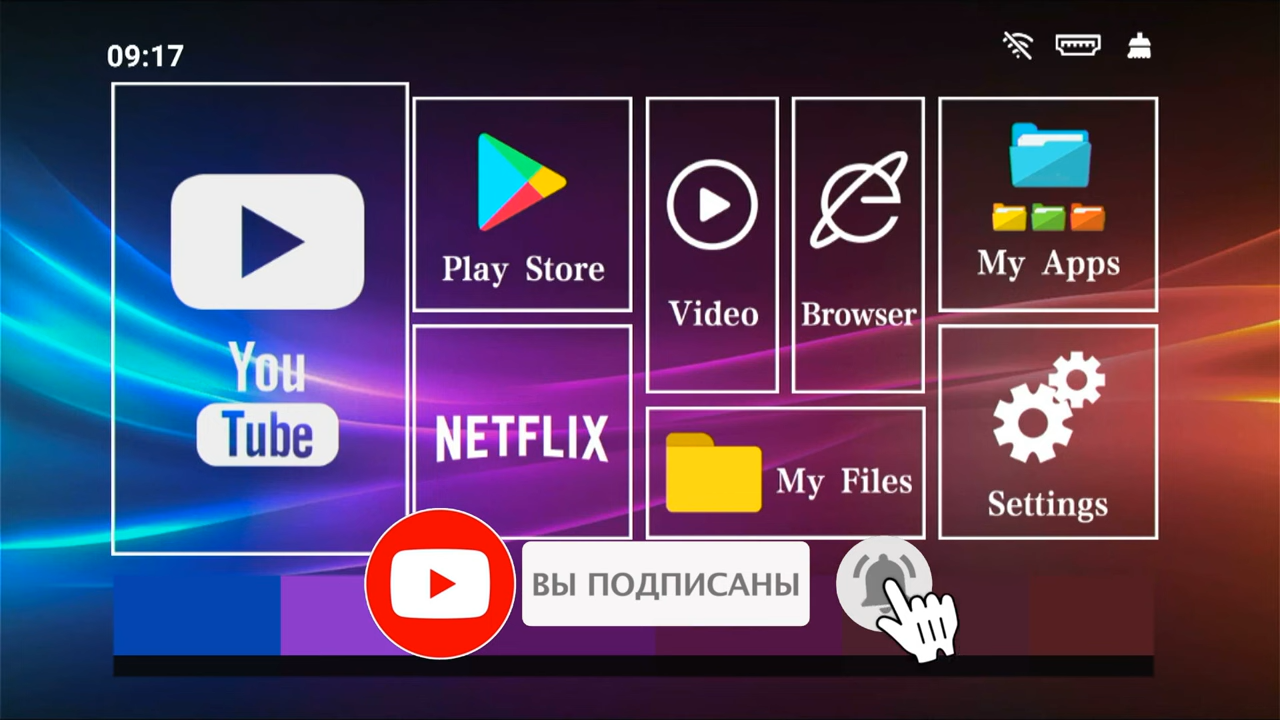 09:17
You
Tube
Play Store
NETFLIX
Video
Browser
My Files
My Apps
Settings
ВЫ ПОДПИСАНЫ